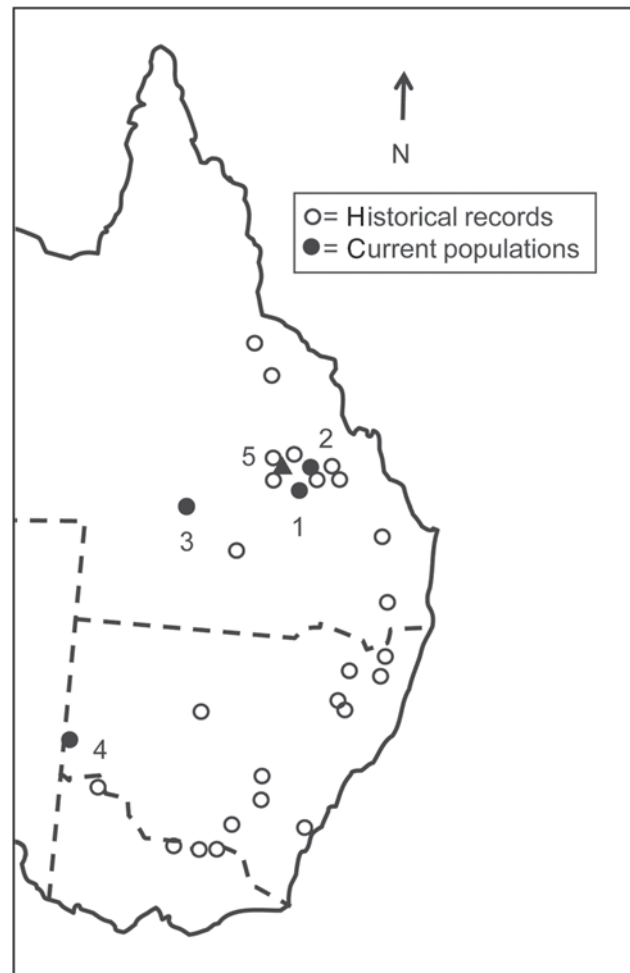 N
= Historical records
= Current populations
5
2
1
3
4